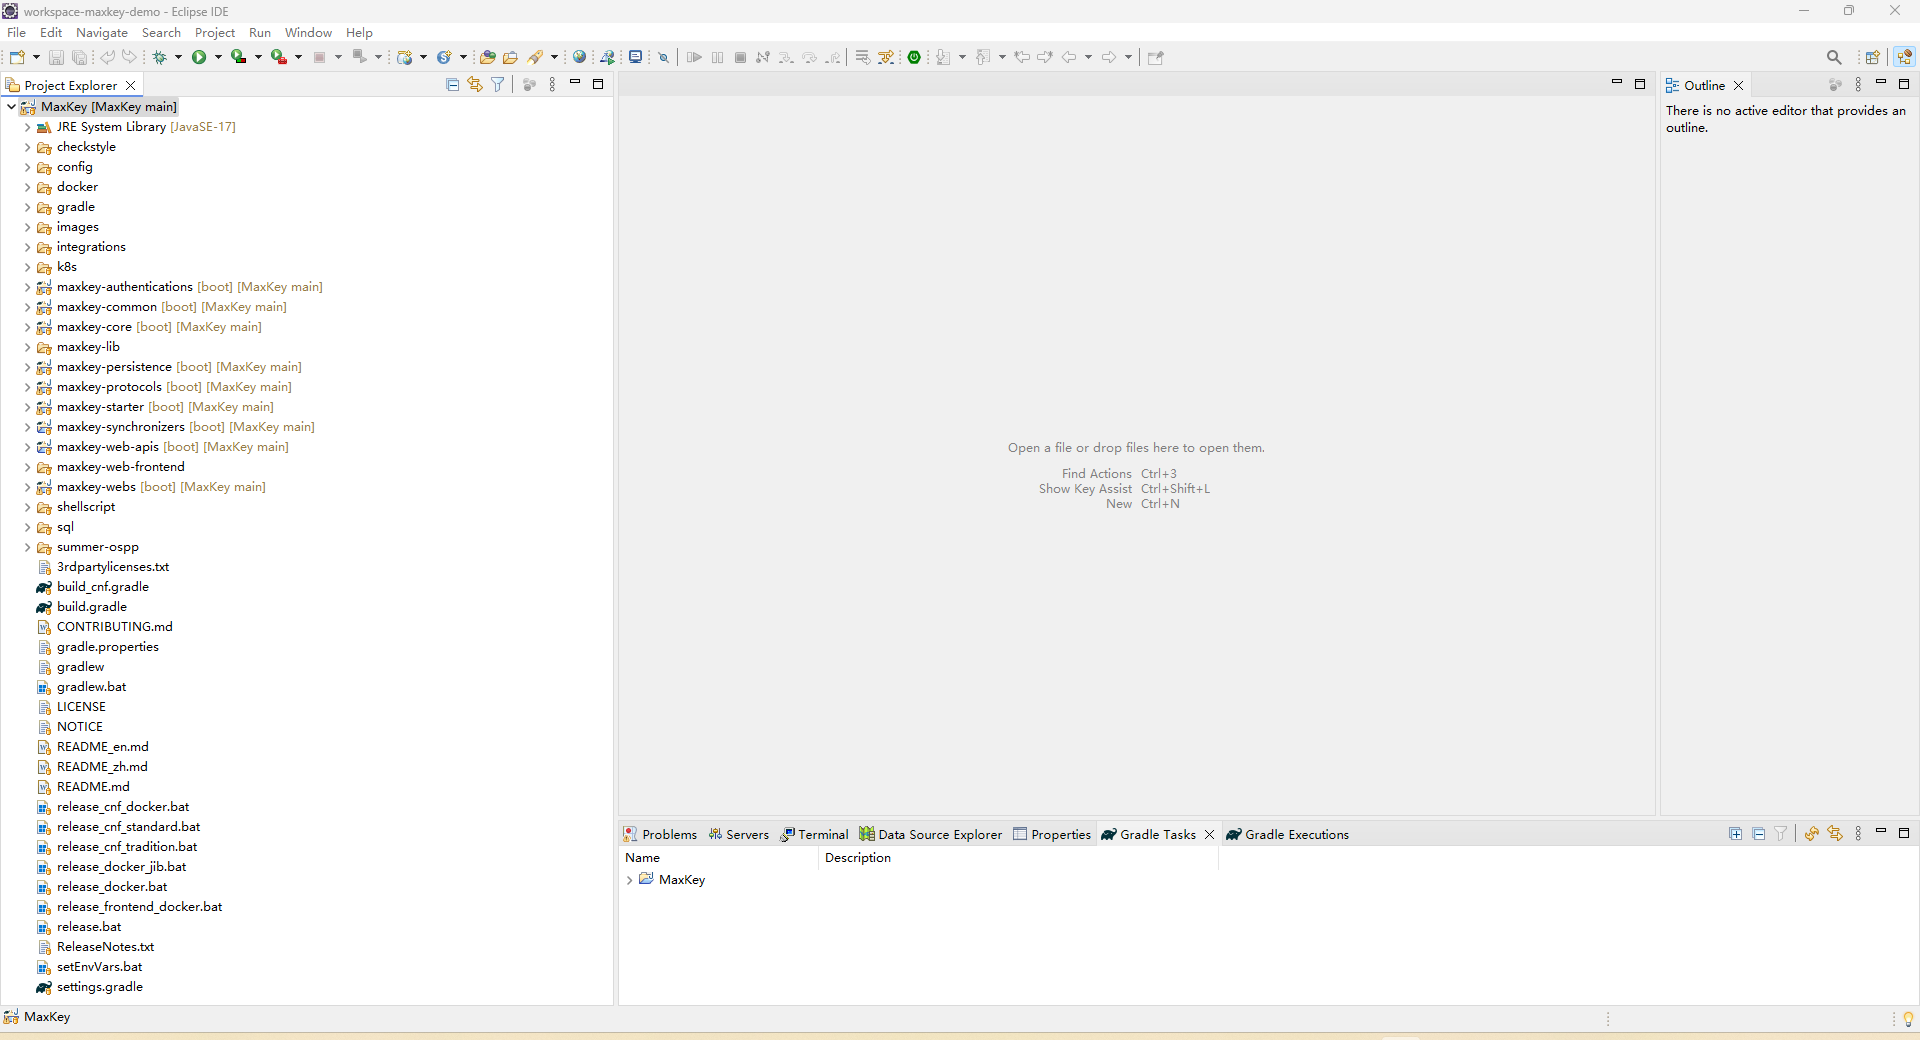 workspace-maxkey-demo - Eclipse IDE
File Edit Navigate Search Project Run Window Help
Project Explorer
MaxKey [MaxKey main]
JRE System Library [JavaSE-17]
checkstyle
config
docker
gradle
images
integrations
k8s
maxkey-authentications [boot] [MaxKey main]
maxkey-common [boot] [MaxKey main]
maxkey-core [boot] [MaxKey main]
maxkey-lib
maxkey-persistence [boot] [MaxKey main]
maxkey-protocols [boot] [MaxKey main]
maxkey-starter [boot] [MaxKey main]
maxkey-synchronizers [boot] [MaxKey main]
maxkey-web-apis [boot] [MaxKey main]
maxkey-web-frontend
maxkey-webs [boot] [MaxKey main]
shellscript
sql
summer-ospp
3rdpartylicenses.txt
build_cnf.gradle
build.gradle
CONTRIBUTING.md
gradle.properties
gradlew
gradlew.bat
LICENSE
NOTICE
README_en.md
README_zh.md
README.md
release_cnf_docker.bat
release_cnf_standard.bat
release_cnf_tradition.bat
release_docker_jib.bat
release_docker.bat
release_frontend_docker.bat
release.bat
ReleaseNotes.txt
setEnvVars.bat
settings.gradle
Open a file or drop files here to open them.
Find Actions Ctrl+3
Show Key Assist Ctrl+Shift+L
New Ctrl+N
Outline
There is no active editor that provides an
outline.
Problems Servers Terminal Data Source Explorer Properties Gradle Tasks Gradle Executions
Name Description
MaxKey
MaxKey